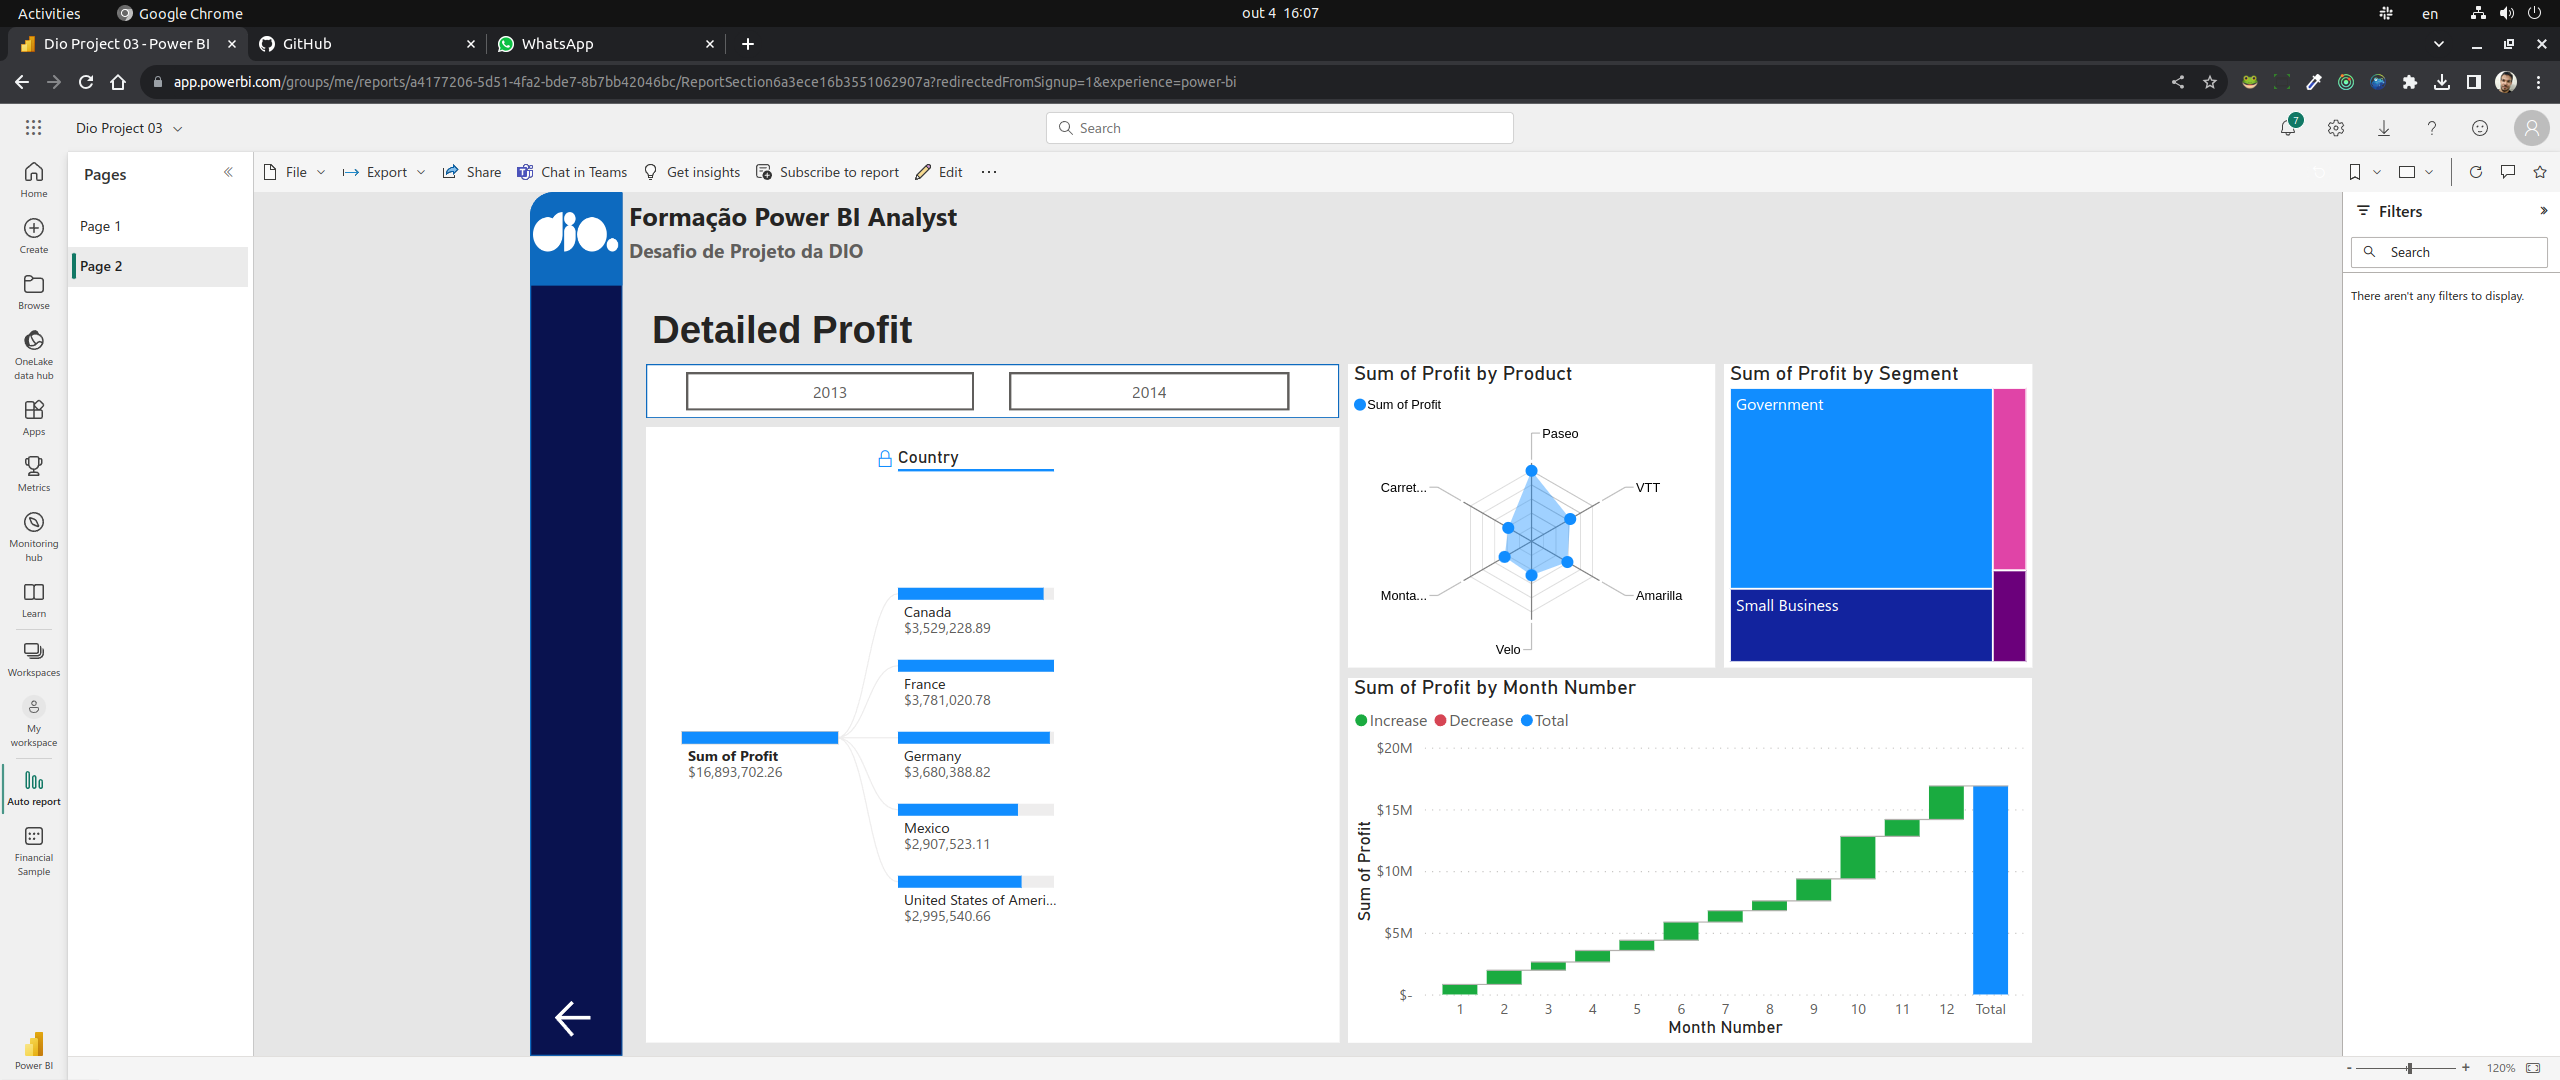 Activities
Google Chrome
out 4 16:07
en
Dio Project 03 - Power BI
GitHub
WhatsApp
app.powerbi.com/groups/me/reports/a4177206-5d51-4fa2-bde7-8b7bb42046bc/ReportSection6a3ece16b3551062907a?redirectedFromSignup=1&experience=power-bi
Dio Project 03
Search
7
Home
Create
Browse
OneLake
data hub
Apps
Metrics
Monitoring
hub
Learn
Workspaces
My
workspace
Auto report
Financial
Sample
Power BI
Pages
Page 1
Page 2
File
Export
Share
Chat in Teams
Get insights
Subscribe to report
Edit
dio.
Formação Power BI Analyst
Desafio de Projeto da DIO
Detailed Profit
2013
2014
Country
Canada
$3,529,228.89
France
$3,781,020.78
Sum of Profit
$16,893,702.26
Germany
$3,680,388.82
Mexico
$2,907,523.11
United States of Ameri...
$2,995,540.66
Sum of Profit by Product
Sum of Profit
Paseo
Carret...
VTT
Monta...
Amarilla
Velo
Sum of Profit by Segment
Government
Small Business
Sum of Profit by Month Number
Increase Decrease Total
$20M
$15M
$10M
$5M
$-
Sum of Profit
1 2 3 4 5 6 7 8 9 10 11 12 Total
Month Number
Filters
Search
There aren't any filters to display.
- + 120%